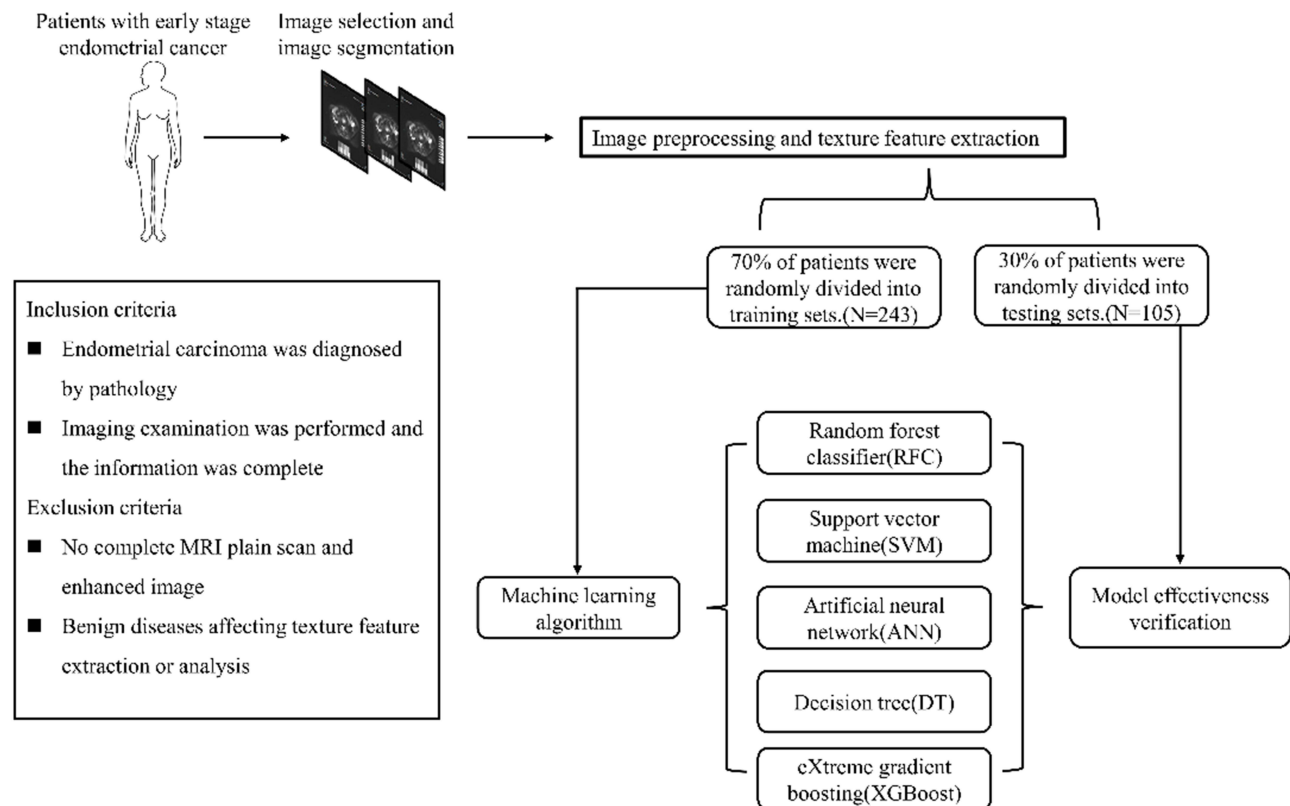 Patients with early stage
endometrial cancer
Image selection and
image segmentation
Image preprocessing and texture feature extraction
70% of patients were
randomly divided into
training sets.(N=243)
30% of patients were
randomly divided into
testing sets.(N=105)
Inclusion criteria
■ Endometrial carcinoma was diagnosed
by pathology
■ Imaging examination was performed and
the information was complete
Exclusion criteria
■ No complete MRI plain scan and
enhanced image
■ Benign diseases affecting texture feature
extraction or analysis
Machine learning
algorithm
Random forest
classifier(RFC)
Support vector
machine(SVM)
Artificial neural
network(ANN)
Decision tree(DT)
eXtreme gradient
boosting(XGBoost)
Model effectiveness
verification